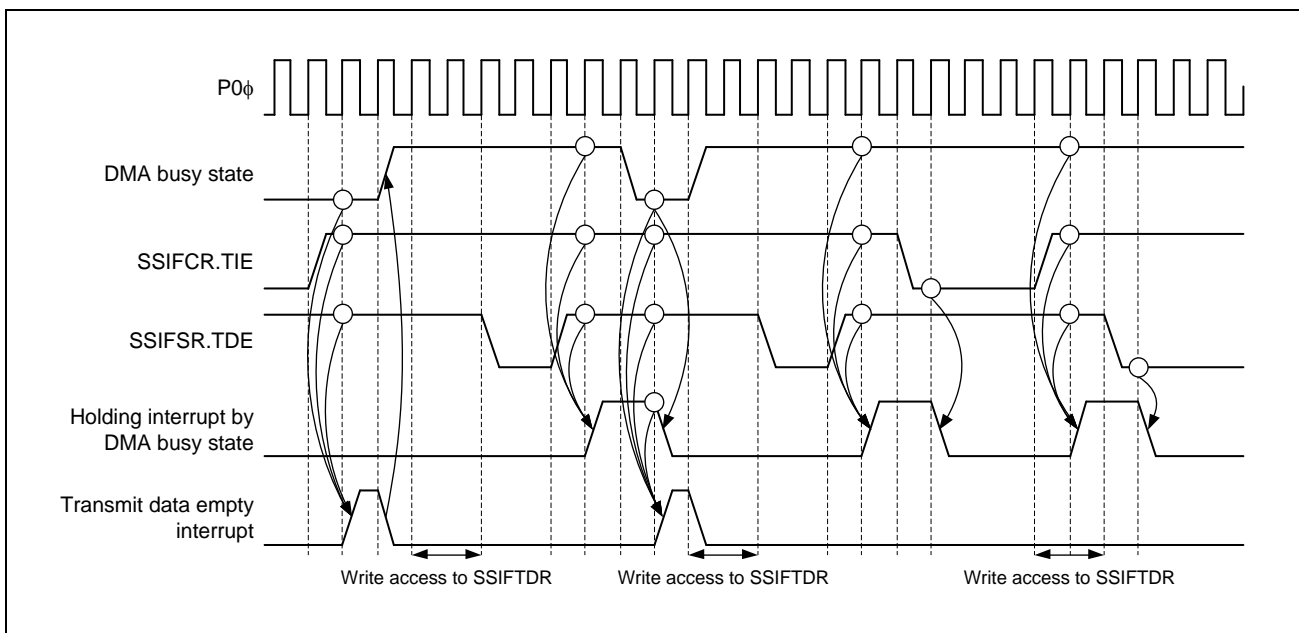 P0ϕ
DMA busy state
SSIFCR.TIE
SSIFSR.TDE
Holding interrupt by
DMA busy state
Transmit data empty
interrupt
Write access to SSIFTDR
Write access to SSIFTDR
Write access to SSIFTDR